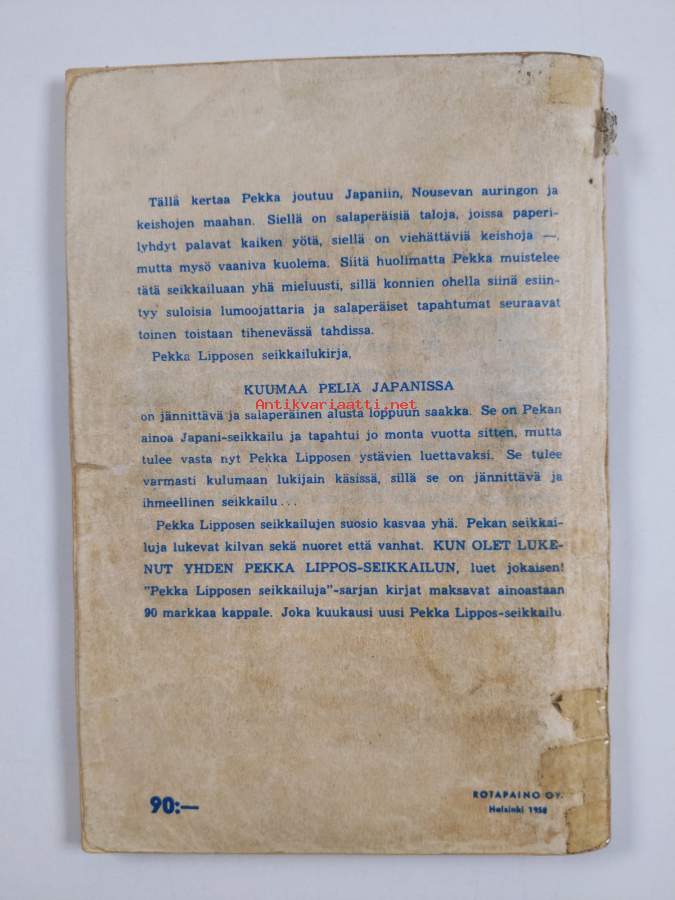 Tällä kertaa Pekka joutuu Japaniin, Nousevan auringon ja
keishojen maahan. Siellä on salaperäisiä taloja, joissa paperi-
lyhdyt palavat kaiken yötä, siellä on viehättäviä keishoja —,
mutta mysö vaaniva kuolema. Siitä huolimatta Pekka muistelee
tätä seikkailuaan yhä mieluusti, sillä konnien ohella siinä esiin-
tyy suloisia lumoojattaria ja salaperäiset tapahtumat seuraavat
toinen toistaan tihenevässä tahdissa.
Pekka Lipposen seikkailukirja,
KUUMAA PELIÄ JAPANISSA
Antikvariaatti.net
on jännittävä ja salaperäinen alusta loppuun saakka. Se on Pekan
ainoa Japani-seikkailu ja tapahtui jo monta vuotta sitten, mutta
tulee vasta nyt Pekka Lipposen ystävien luettavaksi. Se tulee
varmasti kulumaan lukijain käsissä, sillä se on jännittävä ja
ihmeellinen seikkailu...
Pekka Lipposen seikkailujen suosio kasvaa yhä. Pekan seikkai-
luja lukevat kilvan sekä nuoret että vanhat. KUN OLET LUKE-
NUT YHDEN PEKKA LIPPOS-SEIKKAILUN, luet jokaisen!
"Pekka Lipposen seikkailuja"-sarjan kirjat maksavat ainoastaan
90 markkaa kappale. Joka kuukausi uusi Pekka Lippos-seikkailu
90:—
ROTAPAINO OY.
Helsinki 1958